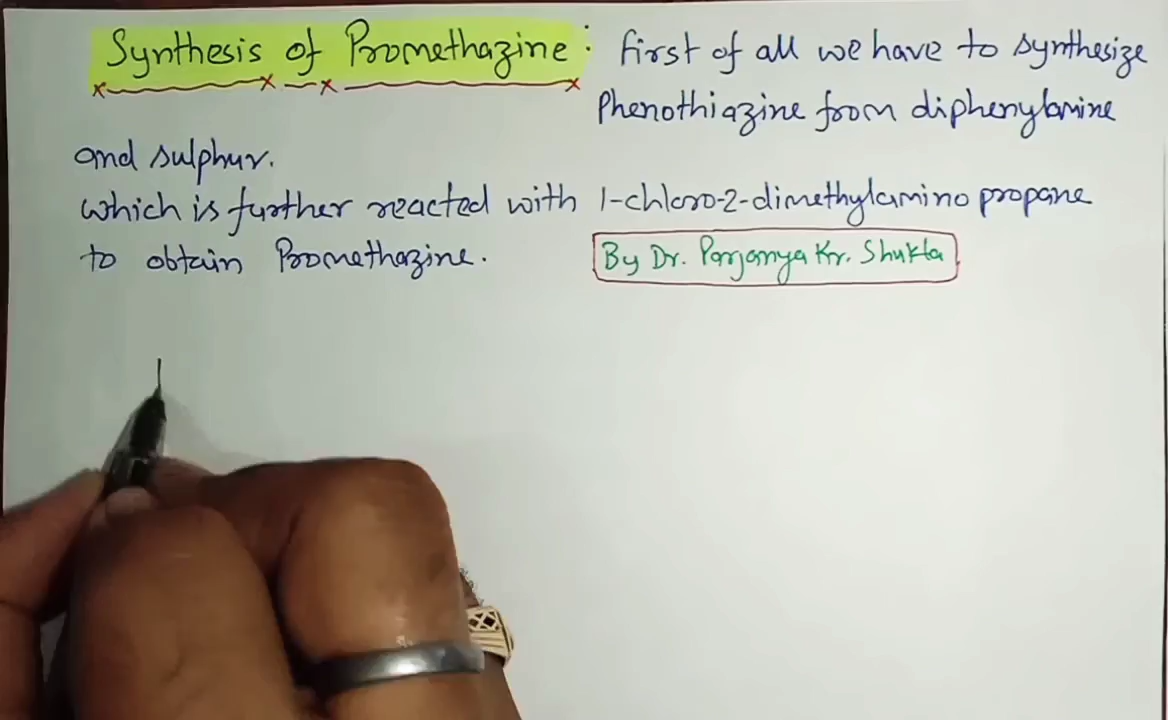 Synthesis of Promethazine: first of all we have to synthesize
Phenothiazine from diphenylamine
and sulphur.
which is further reacted with 1-chloro-2-dimethylamino propane
to obtain Promethazine.
By Dr. Parjanya Kr. Shukla